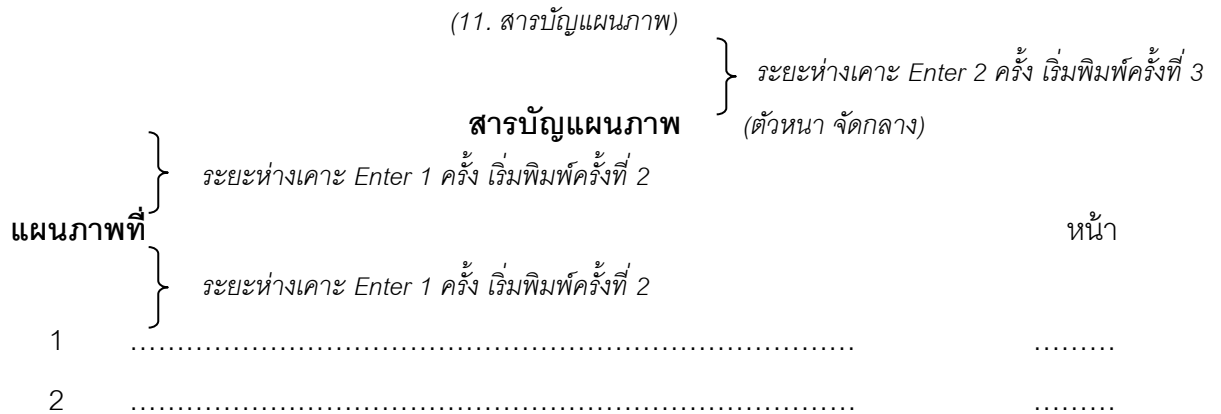 (11. สารบัญแผนภาพ)
ระยะห่างเคาะ Enter 2 ครั้ง เริ่มพิมพ์ครั้งที่ 3
สารบัญแผนภาพ (ตัวหนา จัดกลาง)
ระยะห่างเคาะ Enter 1 ครั้ง เริ่มพิมพ์ครั้งที่ 2
แผนภาพที่ หน้า
ระยะห่างเคาะ Enter 1 ครั้ง เริ่มพิมพ์ครั้งที่ 2
1 .............................................................................. .........
2 .............................................................................. .........